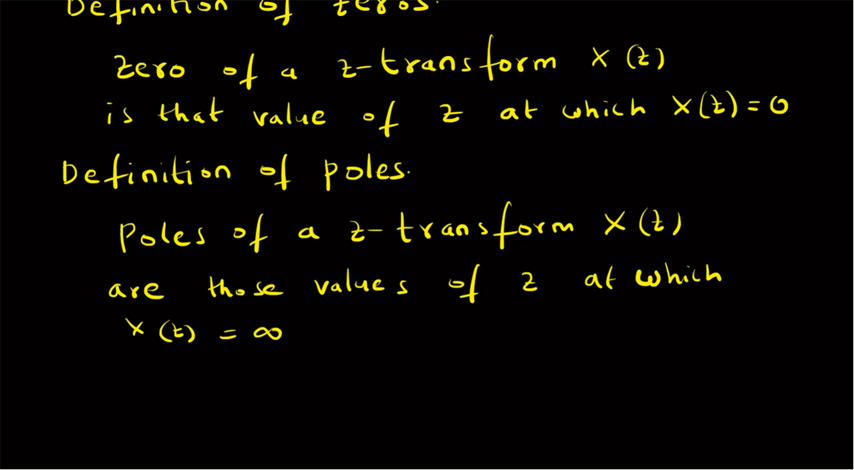 Definition of zeros.
Zero of a z-transform X(z)
is that value of z at which X(z) = 0
Definition of poles.
Poles of a z-transform X(z)
are those values of z at which
X(z) = ∞